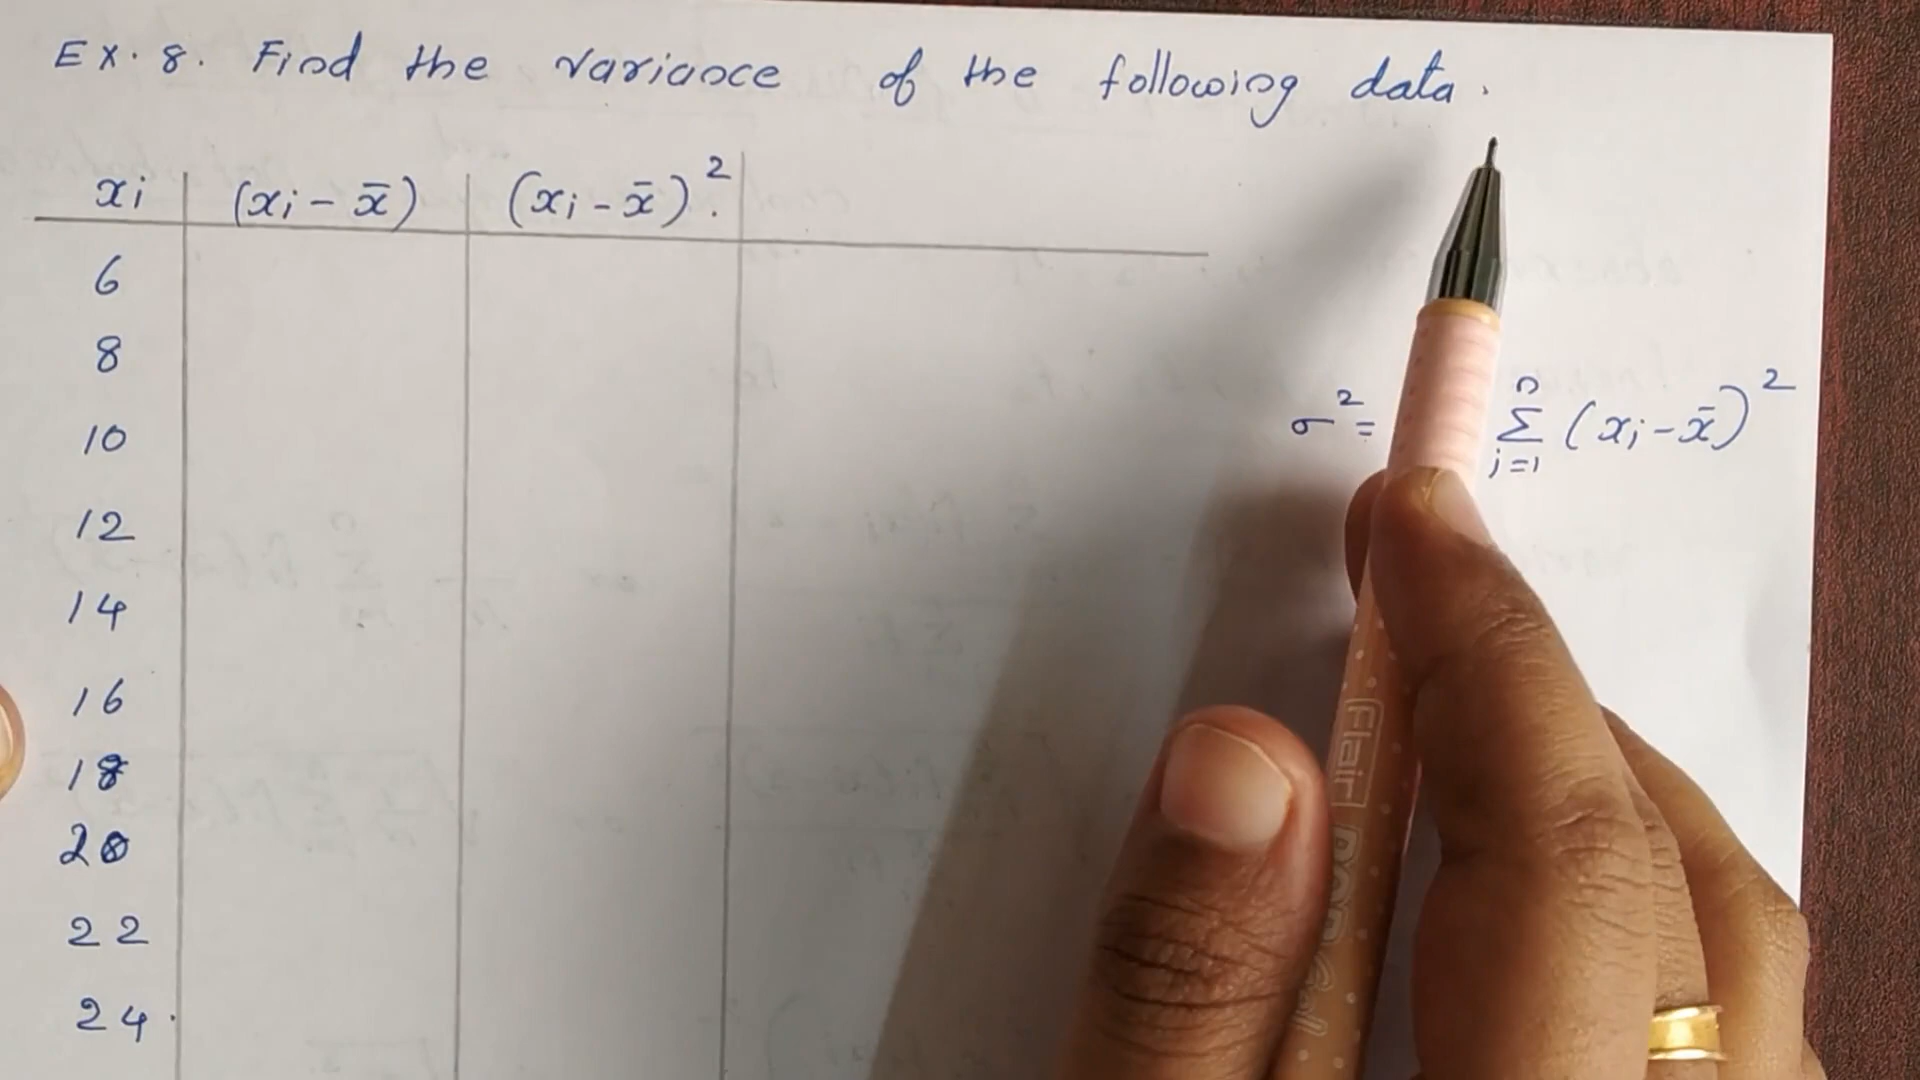 Ex. 8. Find the variance of the following data.
xi (xi - x̄) (xi - x̄)².
6
8
σ² = Σ (xi - x̄)²
n
i=1
10
12
14
16
18
20
22
24.
Flair